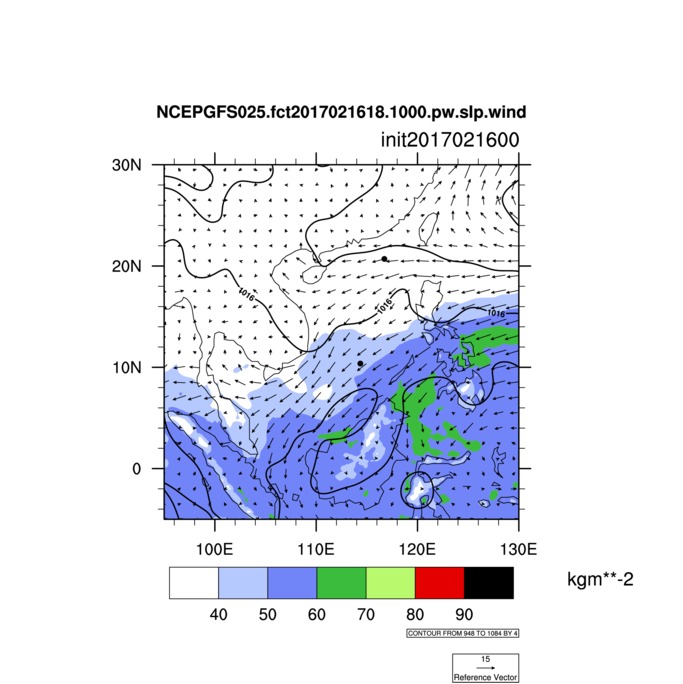 NCEPGFS025.fct2017021618.1000.pw.slp.wind
init2017021600
30N
20N
10N
0
1016
1016
1016
100E 110E 120E 130E
kgm**-2
40 50 60 70 80 90
CONTOUR FROM 948 TO 1084 BY 4
15
Reference Vector